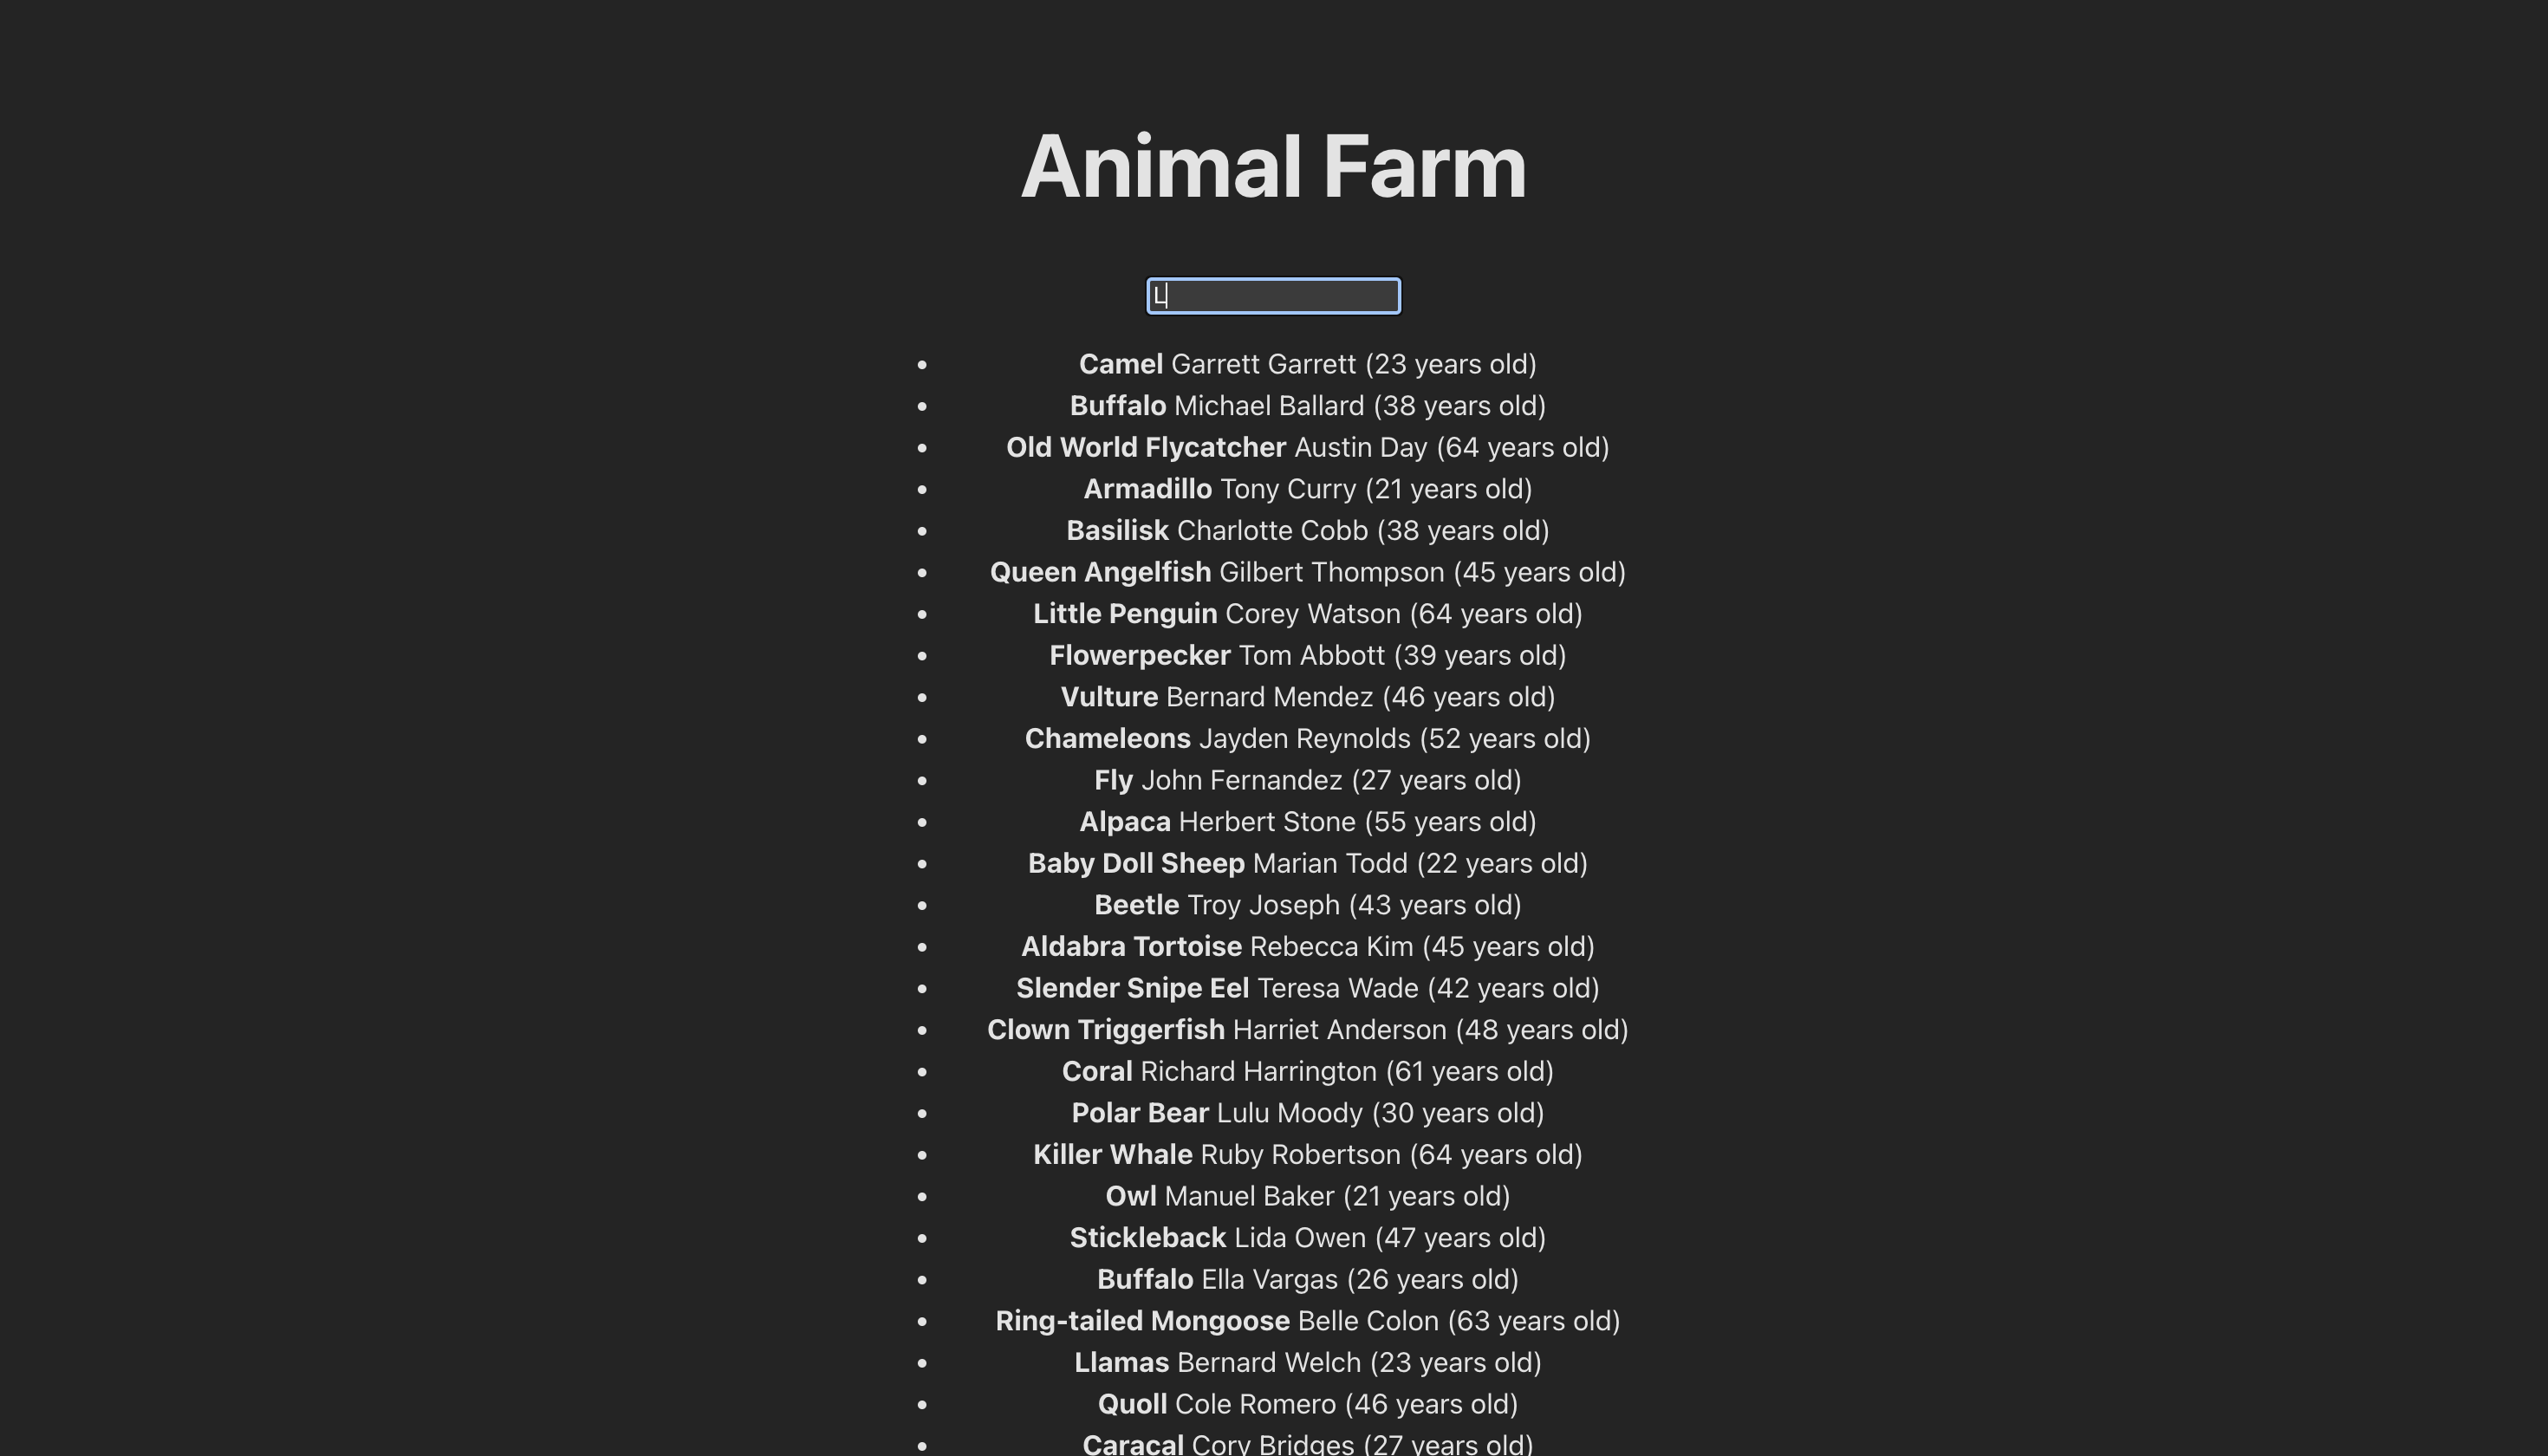 Animal Farm
L
• Camel Garrett Garrett (23 years old)
• Buffalo Michael Ballard (38 years old)
• Old World Flycatcher Austin Day (64 years old)
• Armadillo Tony Curry (21 years old)
• Basilisk Charlotte Cobb (38 years old)
• Queen Angelfish Gilbert Thompson (45 years old)
• Little Penguin Corey Watson (64 years old)
• Flowerpecker Tom Abbott (39 years old)
• Vulture Bernard Mendez (46 years old)
• Chameleons Jayden Reynolds (52 years old)
• Fly John Fernandez (27 years old)
• Alpaca Herbert Stone (55 years old)
• Baby Doll Sheep Marian Todd (22 years old)
• Beetle Troy Joseph (43 years old)
• Aldabra Tortoise Rebecca Kim (45 years old)
• Slender Snipe Eel Teresa Wade (42 years old)
• Clown Triggerfish Harriet Anderson (48 years old)
• Coral Richard Harrington (61 years old)
• Polar Bear Lulu Moody (30 years old)
• Killer Whale Ruby Robertson (64 years old)
• Owl Manuel Baker (21 years old)
• Stickleback Lida Owen (47 years old)
• Buffalo Ella Vargas (26 years old)
• Ring-tailed Mongoose Belle Colon (63 years old)
• Llamas Bernard Welch (23 years old)
• Quoll Cole Romero (46 years old)
• Caracal Cory Bridges (27 years old)